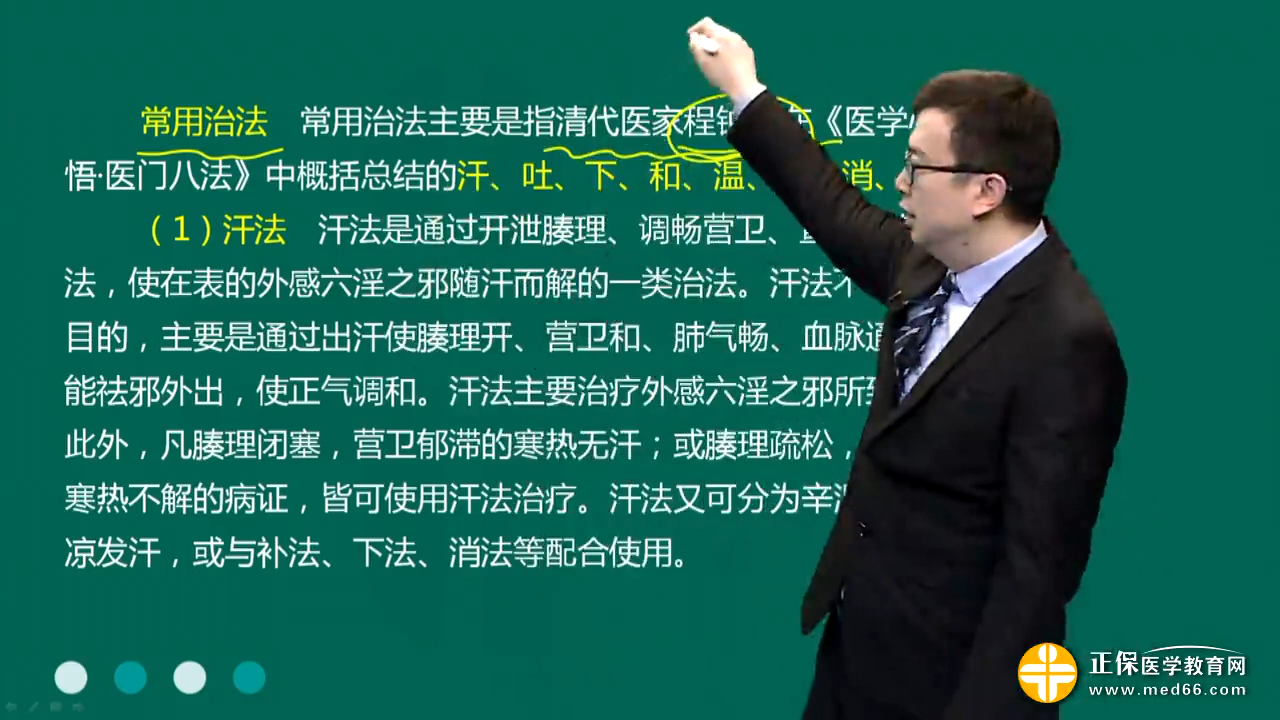 常用治法 常用治法主要是指清代医家程 在《医学
悟·医门八法》中概括总结的汗、吐、下、和、温、 消、
（1）汗法 汗法是通过开泄腠理、调畅营卫、
法，使在表的外感六淫之邪随汗而解的一类治法。汗法
目的，主要是通过出汗使腠理开、营卫和、肺气畅、血脉通
能祛邪外出，使正气调和。汗法主要治疗外感六淫之邪所
此外，凡腠理闭塞，营卫郁滞的寒热无汗；或腠理疏松，
寒热不解的病证，皆可使用汗法治疗。汗法又可分为辛
凉发汗，或与补法、下法、消法等配合使用。
正保医学教育网
www.med66.com